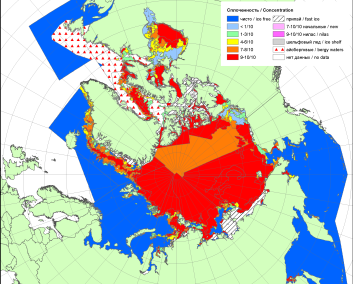 Сплоченность / Concentration
чисто / ice free
< 1/10
1-3/10
4-6/10
7-8/10
9-10/10
припай / fast ice
7-10/10 начальные / new
9-10/10 нилас / nilas
шельфовый лед / ice shelf
айсберговые / bergy waters
нет данных / no data